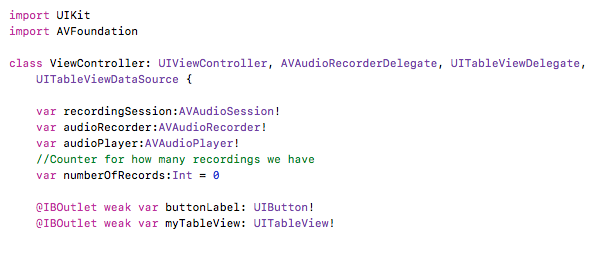 import UIKit
import AVFoundation
class ViewController: UIViewController, AVAudioRecorderDelegate, UITableViewDelegate,
UITableViewDataSource {
var recordingSession:AVAudioSession!
var audioRecorder:AVAudioRecorder!
var audioPlayer:AVAudioPlayer!
//Counter for how many recordings we have
var numberOfRecords:Int = 0
@IBOutlet weak var buttonLabel: UIButton!
@IBOutlet weak var myTableView: UITableView!